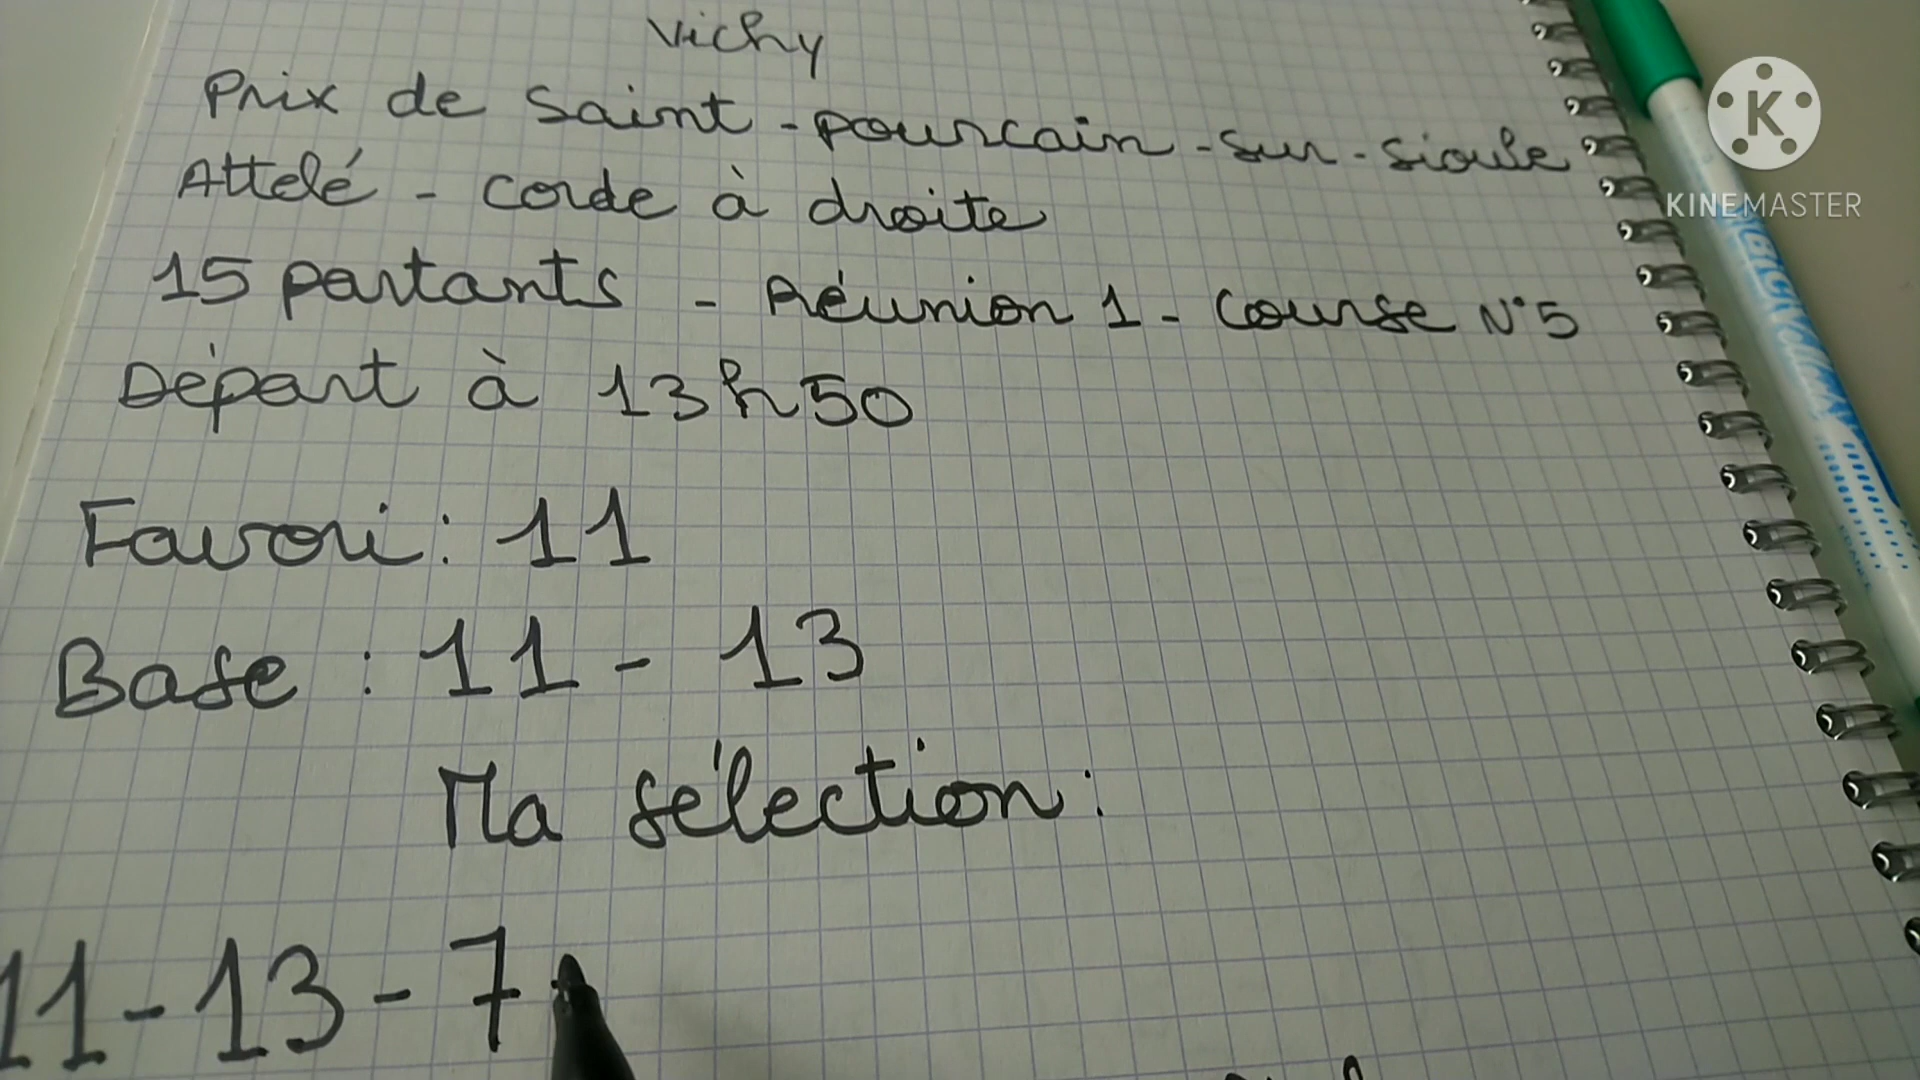 Vichy
Prix de Saint-pourcain-sur-sioule
Attelé - corde à droite
15 partants - Réunion 1 - course N°5
Départ à 13h50
Favori : 11
Base : 11 - 13
Ma sélection :
11 - 13 - 7
K
KINEMASTER